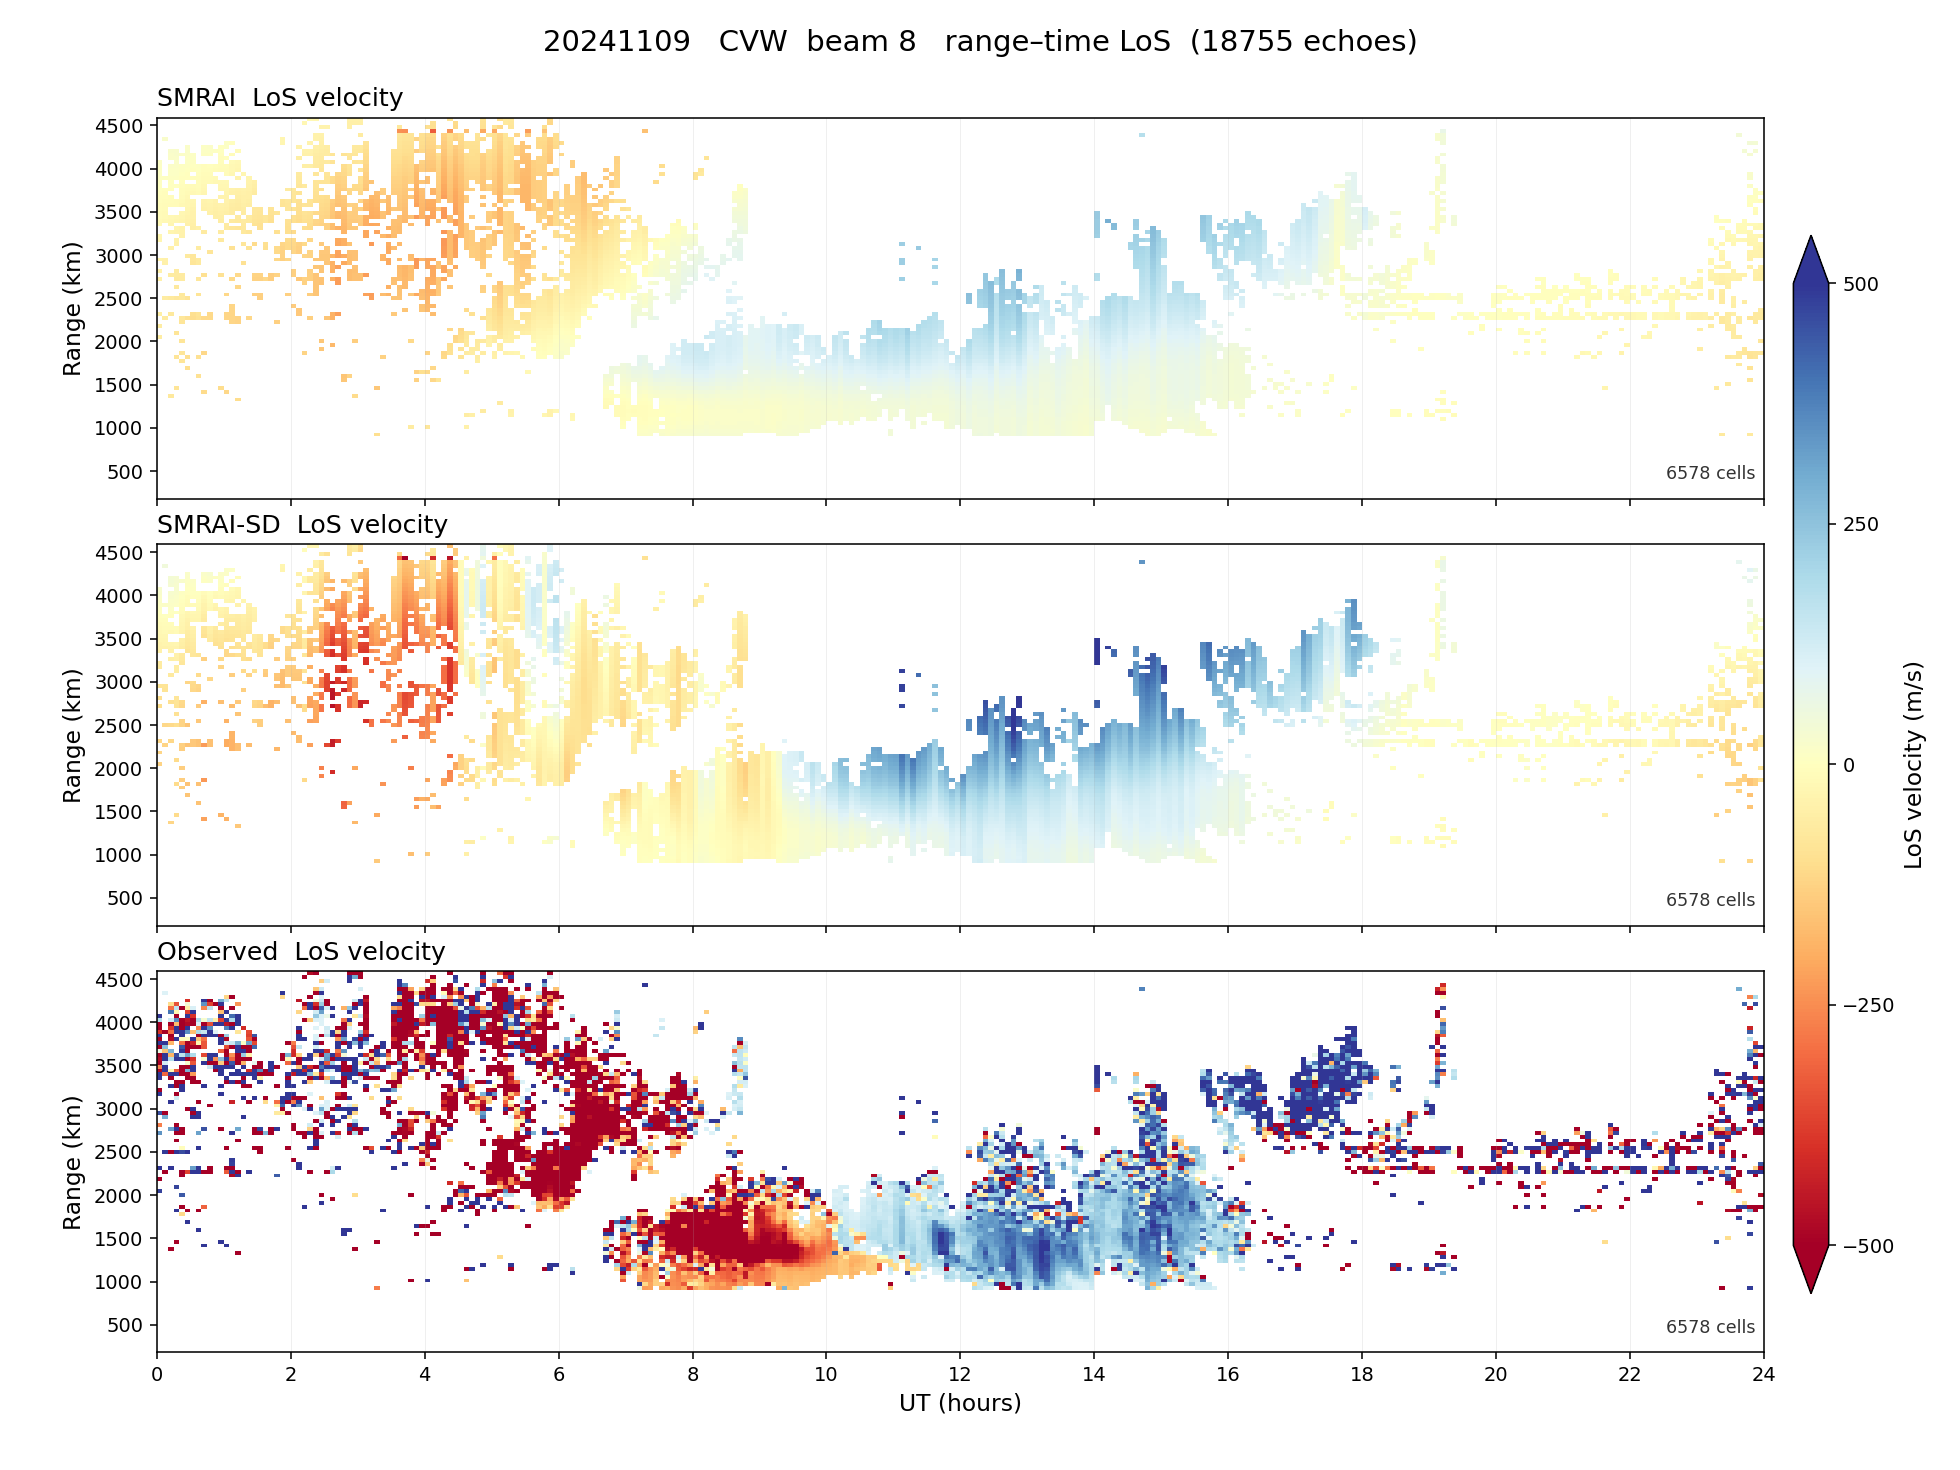 20241109   CVW  beam 8   range–time LoS  (18755 echoes)
SMRAI  LoS velocity
4500
4000
3500
3000
2500
2000
1500
1000
500
Range (km)
6578 cells
SMRAI-SD  LoS velocity
4500
4000
3500
3000
2500
2000
1500
1000
500
Range (km)
6578 cells
Observed  LoS velocity
4500
4000
3500
3000
2500
2000
1500
1000
500
Range (km)
6578 cells
0 2 4 6 8 10 12 14 16 18 20 22 24
UT (hours)
500
250
0
−250
−500
LoS velocity (m/s)